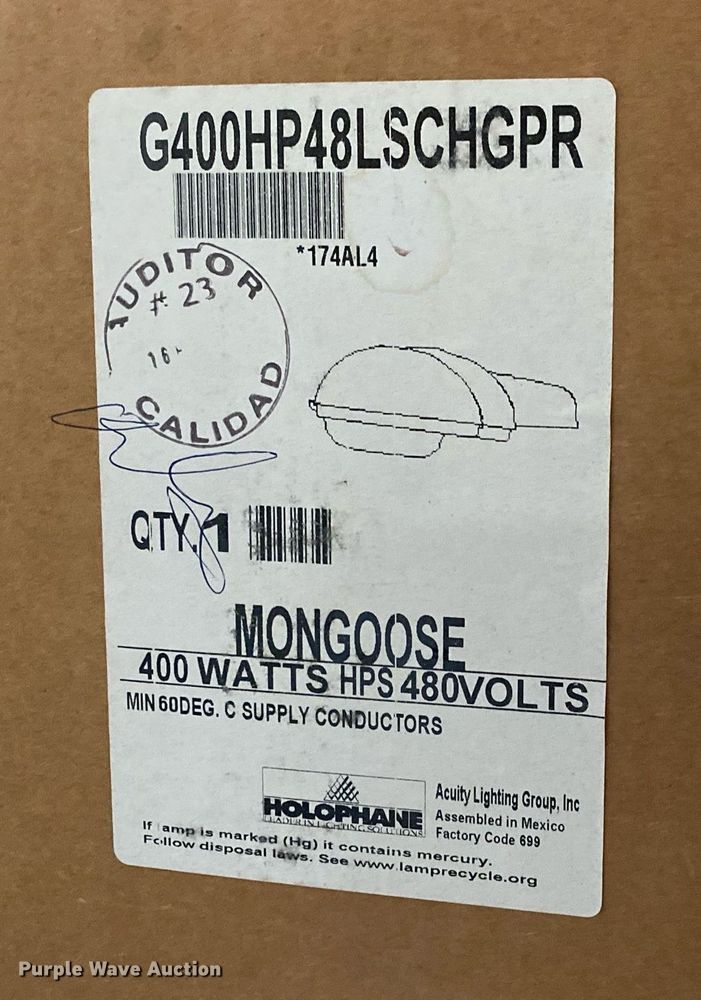 G400HP48LSCHGPR
*174AL4
AUDITOR
# 23
16
CALIDAD
QTY. 1
MONGOOSE
400 WATTS HPS 480VOLTS
MIN 60DEG. C SUPPLY CONDUCTORS
HOLOPHANE
LEADER IN LIGHTING SOLUTIONS
Acuity Lighting Group, Inc
Assembled in Mexico
Factory Code 699
If lamp is marked (Hg) it contains mercury.
Follow disposal laws. See www.lamprecycle.org
Purple Wave Auction